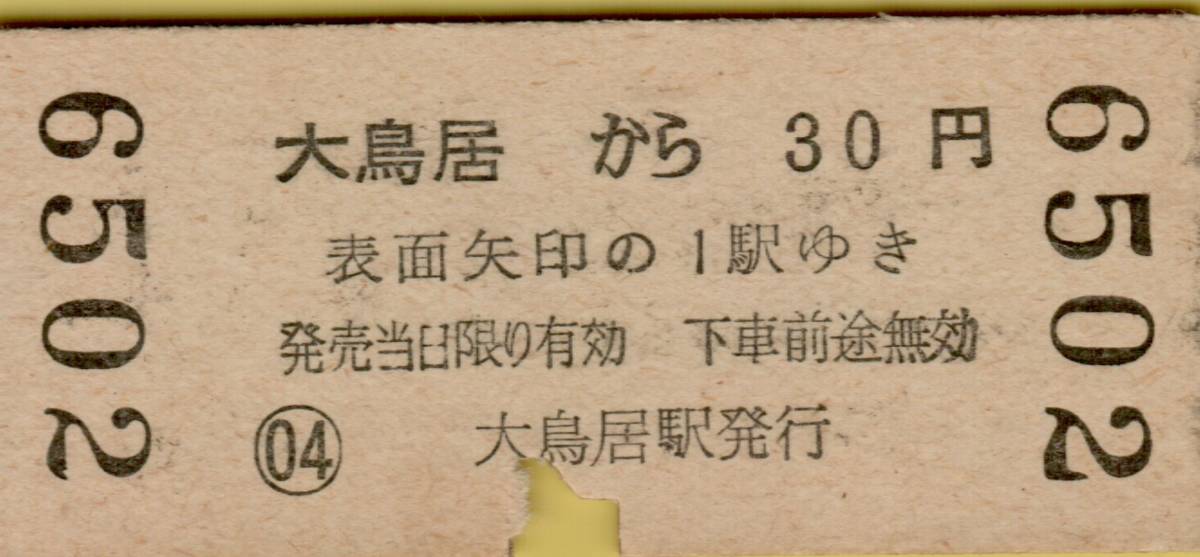 6502
大鳥居 から 30 円
表面矢印の1駅ゆき
発売当日限り有効 下車前途無効
04 大鳥居駅発行
6502